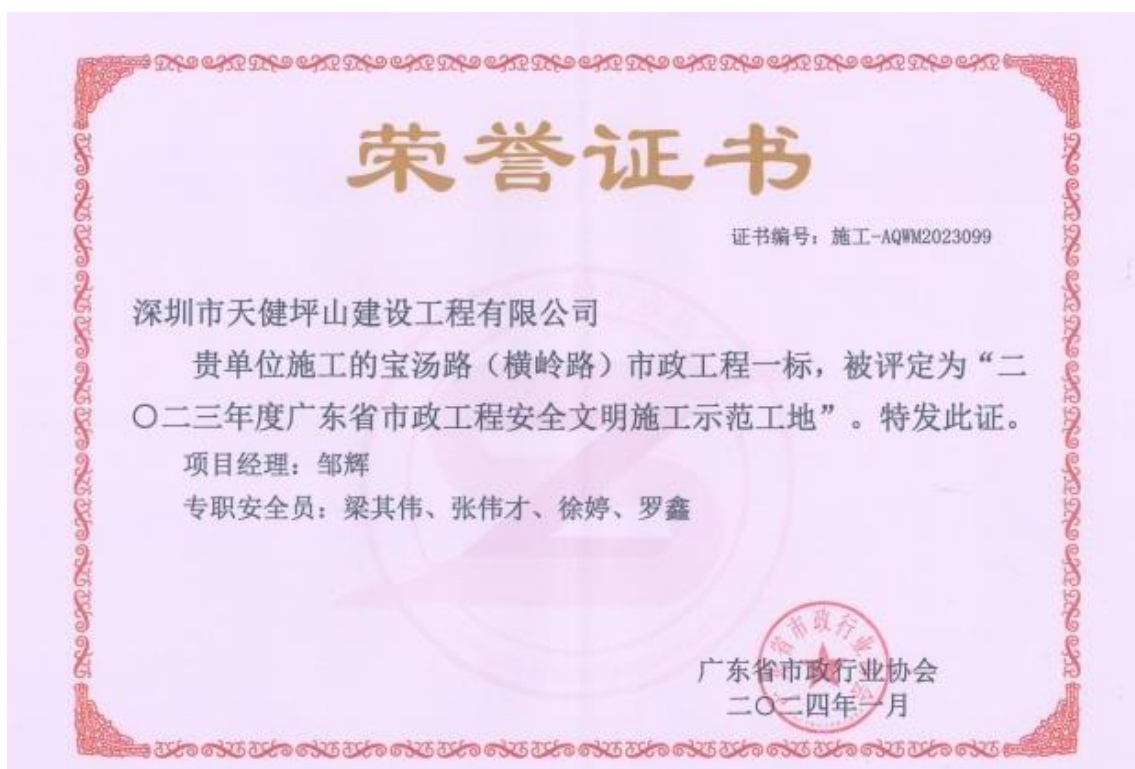 荣誉证书
证书编号：施工-AQWM2023099
深圳市天健坪山建设工程有限公司
贵单位施工的宝汤路（横岭路）市政工程一标，被评定为“二
〇二三年度广东省市政工程安全文明施工示范工地”。特发此证。
项目经理：邹辉
专职安全员：梁其伟、张伟才、徐婷、罗鑫
广东省市政行业协会
二〇二四年一月